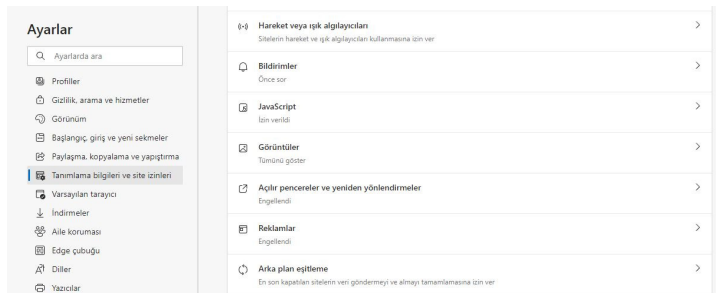 Ayarlar
Ayarlarda ara
Profiller
Gizlilik, arama ve hizmetler
Görünüm
Başlangıç, giriş ve yeni sekmeler
Paylaşma, kopyalama ve yapıştırma
Tanımlama bilgileri ve site izinleri
Varsayılan tarayıcı
İndirmeler
Aile koruması
Edge çubuğu
Diller
Yazıcılar
Hareket veya ışık algılayıcıları
Sitelerin hareket ve ışık algılayıcıları kullanmasına izin ver
Bildirimler
Önce sor
JavaScript
İzin verildi
Görüntüler
Tümünü göster
Açılır pencereler ve yeniden yönlendirmeler
Engellendi
Reklamlar
Engellendi
Arka plan eşitleme
En son kapatılan sitelerin veri göndermeyi ve almayı tamamlamasına izin ver